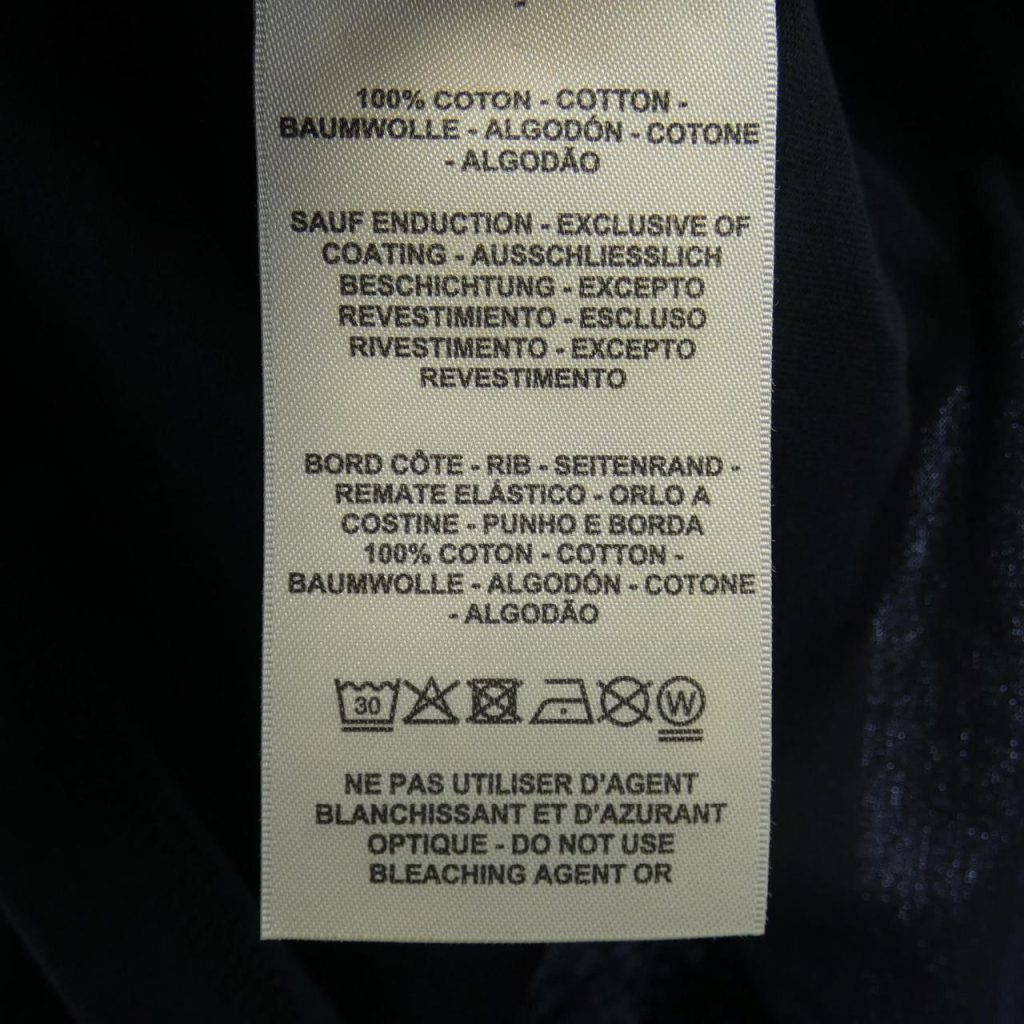 100% COTON - COTTON -
BAUMWOLLE - ALGODÓN - COTONE
- ALGODÃO
SAUF ENDUCTION - EXCLUSIVE OF
COATING - AUSSCHLIESSLICH
BESCHICHTUNG - EXCEPTO
REVESTIMIENTO - ESCLUSO
RIVESTIMENTO - EXCEPTO
REVESTIMENTO
BORD CÔTE - RIB - SEITENRAND -
REMATE ELÁSTICO - ORLO A
COSTINE - PUNHO E BORDA
100% COTON - COTTON -
BAUMWOLLE - ALGODÓN - COTONE
- ALGODÃO
30 W
NE PAS UTILISER D'AGENT
BLANCHISSANT ET D'AZURANT
OPTIQUE - DO NOT USE
BLEACHING AGENT OR